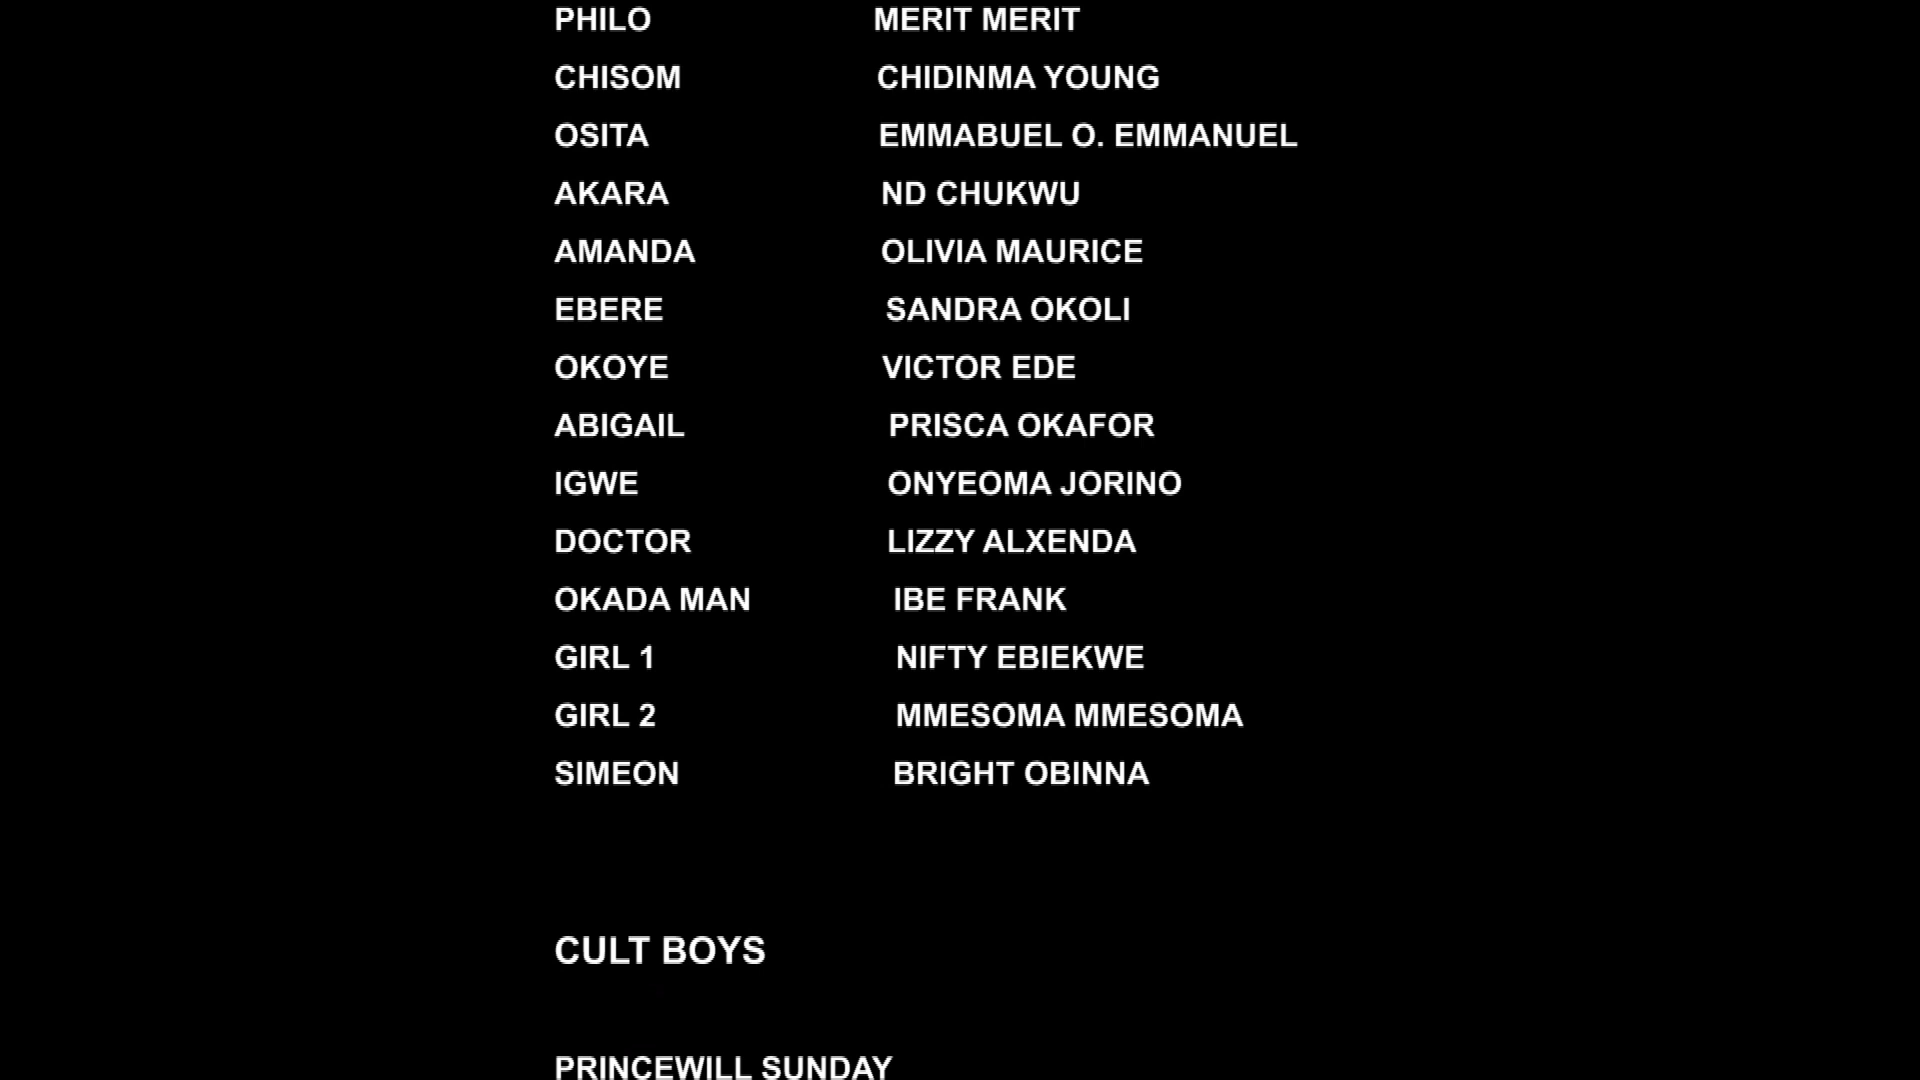 PHILO MERIT MERIT
CHISOM CHIDINMA YOUNG
OSITA EMMABUEL O. EMMANUEL
AKARA ND CHUKWU
AMANDA OLIVIA MAURICE
EBERE SANDRA OKOLI
OKOYE VICTOR EDE
ABIGAIL PRISCA OKAFOR
IGWE ONYEOMA JORINO
DOCTOR LIZZY ALXENDA
OKADA MAN IBE FRANK
GIRL 1 NIFTY EBIEKWE
GIRL 2 MMESOMA MMESOMA
SIMEON BRIGHT OBINNA
CULT BOYS
PRINCEWILL SUNDAY